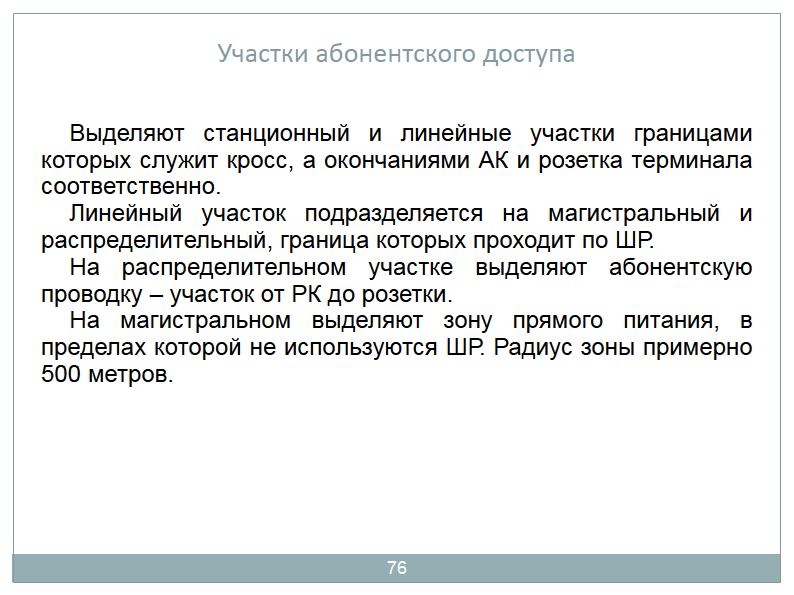 Участки абонентского доступа
Выделяют станционный и линейные участки границами
которых служит кросс, а окончаниями АК и розетка терминала
соответственно.
Линейный участок подразделяется на магистральный и
распределительный, граница которых проходит по ШР.
На распределительном участке выделяют абонентскую
проводку – участок от РК до розетки.
На магистральном выделяют зону прямого питания, в
пределах которой не используются ШР. Радиус зоны примерно
500 метров.
76